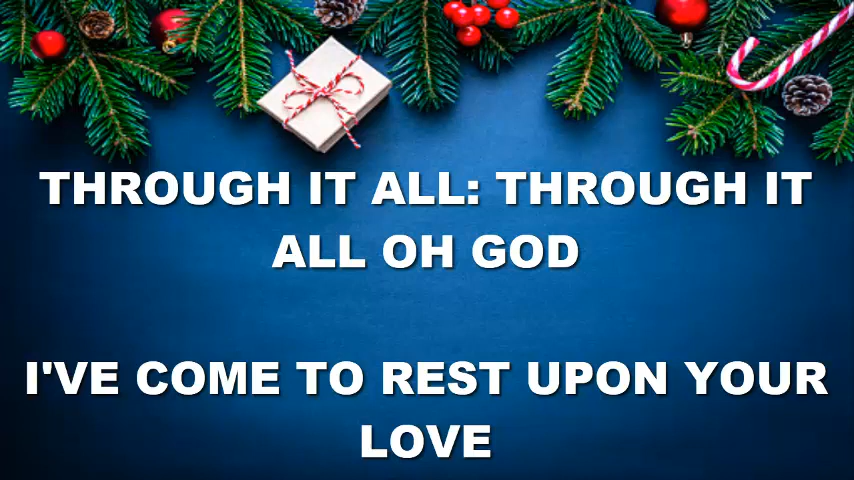 THROUGH IT ALL: THROUGH IT
ALL OH GOD
I'VE COME TO REST UPON YOUR
LOVE